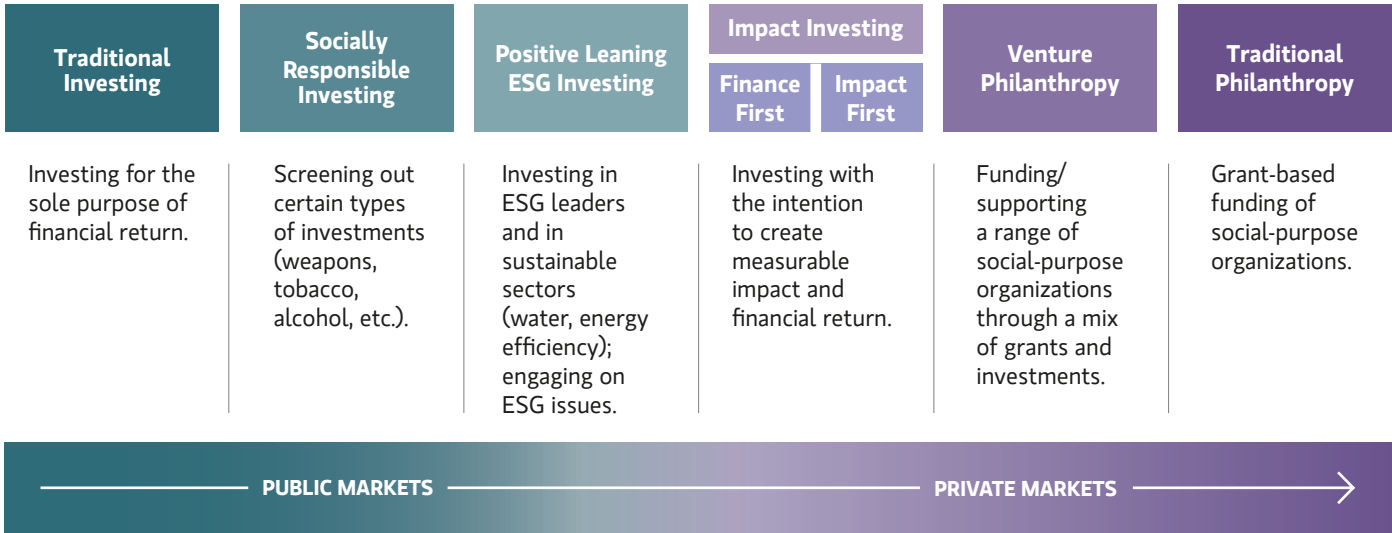 Traditional
Investing
Investing for the
sole purpose of
financial return.
Socially
Responsible
Investing
Screening out
certain types
of investments
(weapons,
tobacco,
alcohol, etc.).
Positive Leaning
ESG Investing
Investing in
ESG leaders
and in
sustainable
sectors
(water, energy
efficiency);
engaging on
ESG issues.
Impact Investing
Finance
First
Impact
First
Investing with
the intention
to create
measurable
impact and
financial return.
Venture
Philanthropy
Funding/
supporting
a range of
social-purpose
organizations
through a mix
of grants and
investments.
Traditional
Philanthropy
Grant-based
funding of
social-purpose
organizations.
PUBLIC MARKETS
PRIVATE MARKETS